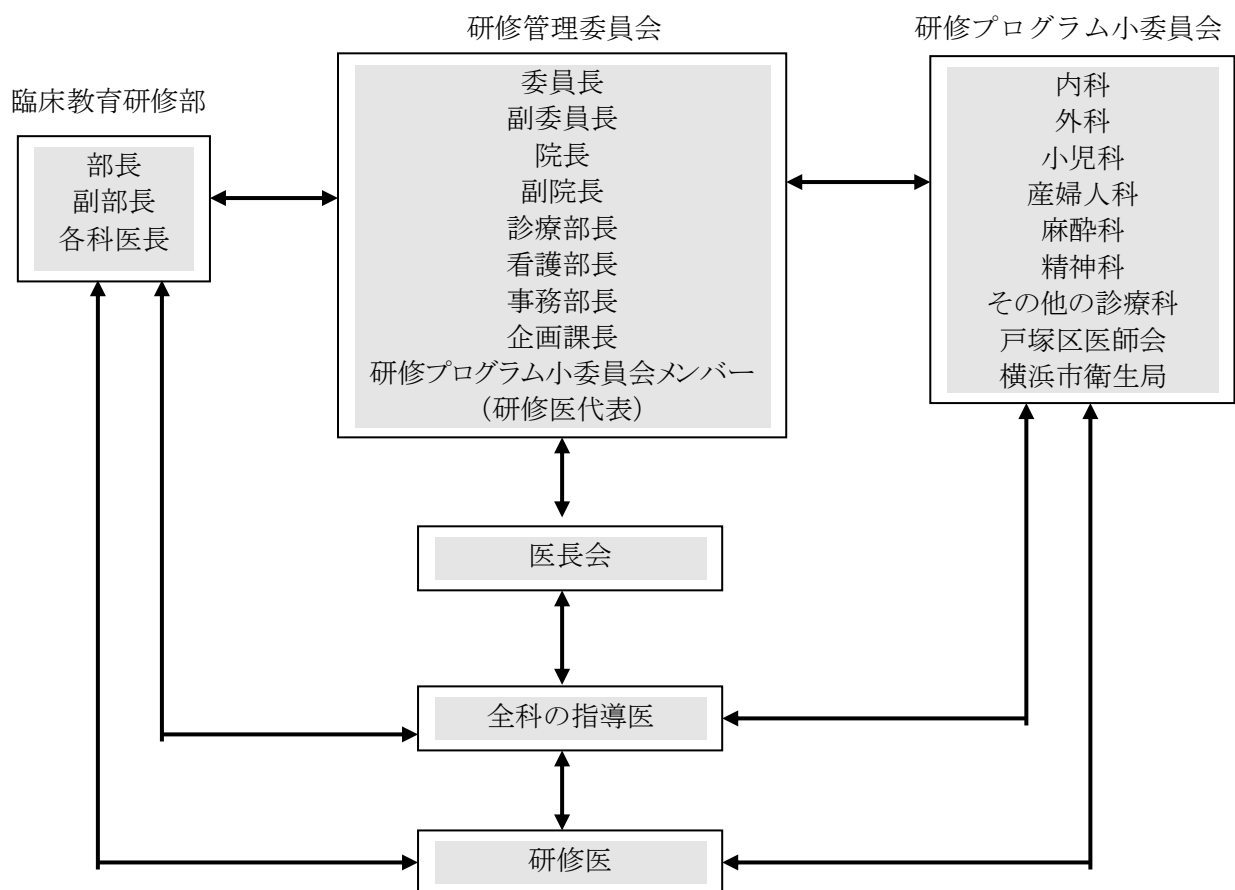 研修管理委員会
研修プログラム小委員会
臨床教育研修部
部長
副部長
各科医長
委員長
副委員長
院長
副院長
診療部長
看護部長
事務部長
企画課長
研修プログラム小委員会メンバー
（研修医代表）
内科
外科
小児科
産婦人科
麻酔科
精神科
その他の診療科
戸塚区医師会
横浜市衛生局
医長会
全科の指導医
研修医